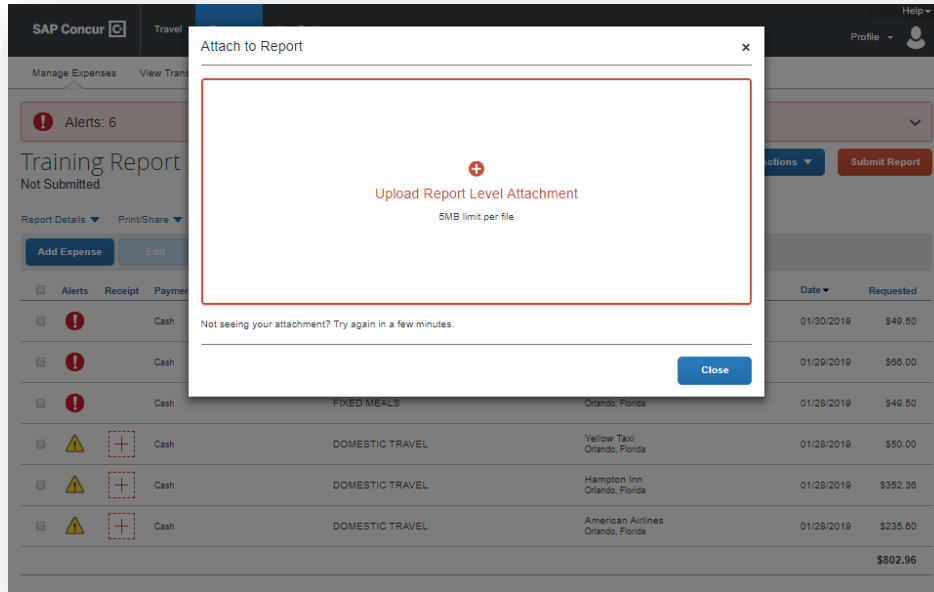 Help
SAP Concur C
Travel
Profile
Attach to Report
×
Manage Expenses View Trans
Alerts: 6
Training Report
Not Submitted
ctions
Submit Report
Upload Report Level Attachment
5MB limit per file
Report Details Print/Share
Add Expense Edit
Alerts Receipt Paymen Date Requested
Cash 01/30/2019 $49.50
Not seeing your attachment? Try again in a few minutes.
Cash 01/29/2019 $66.00
Close
Cash FIXED MEALS Orlando, Florida 01/28/2019 $49.50
Cash DOMESTIC TRAVEL Yellow Taxi 01/28/2019 $50.00
Orlando, Florida
Cash DOMESTIC TRAVEL Hampton Inn 01/28/2019 $352.36
Orlando, Florida
Cash DOMESTIC TRAVEL American Airlines 01/28/2019 $235.60
Orlando, Florida
$802.96